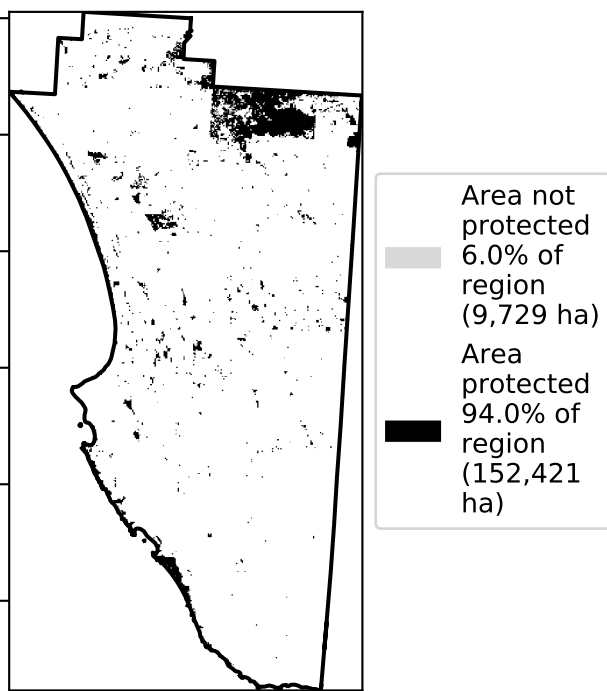 Area not
protected
6.0% of
region
(9,729 ha)
Area
protected
94.0% of
region
(152,421
ha)